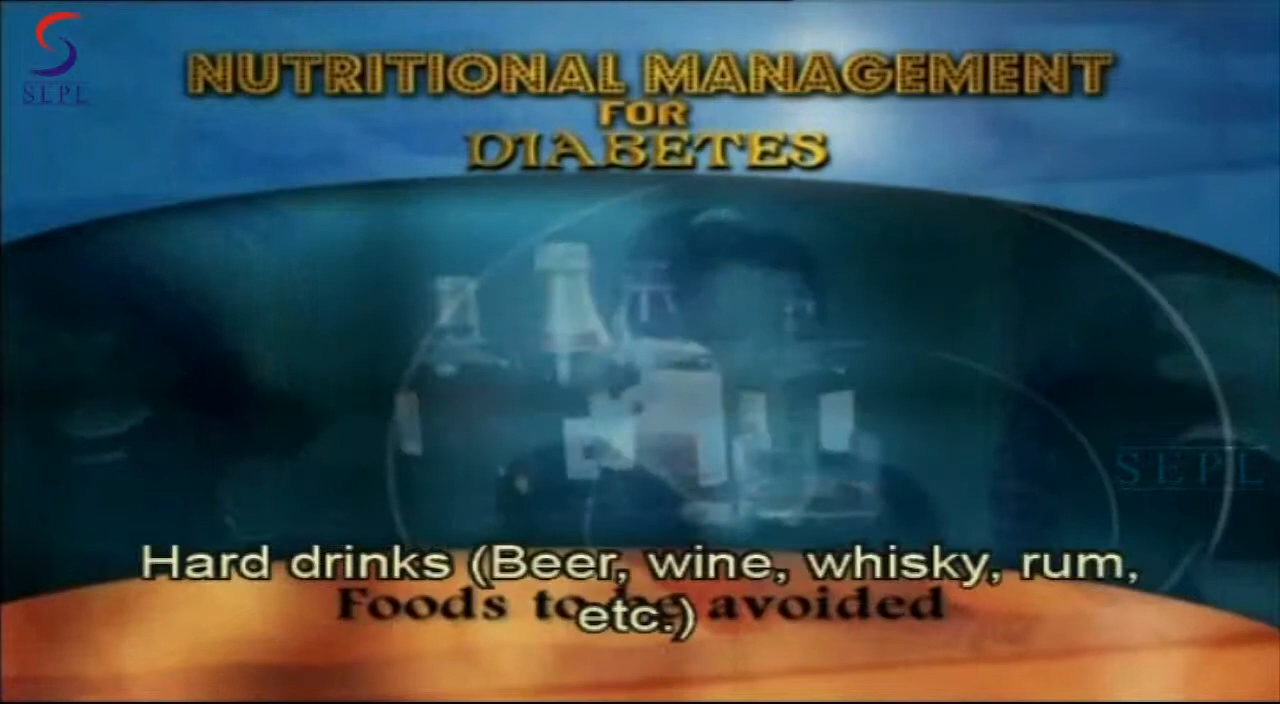 SEPL
NUTRITIONAL MANAGEMENT
FOR
DIABETES
SEPL
Hard drinks (Beer, wine, whisky, rum,
etc.)
Foods to be avoided